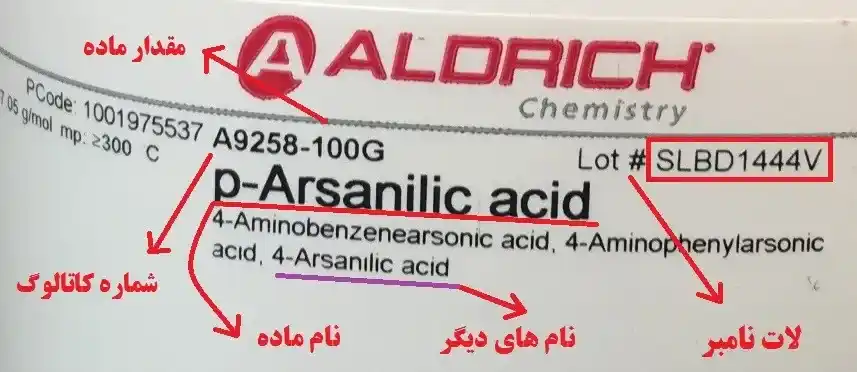 مقدار ماده
ALDRICH
Chemistry
PCode: 1001975537
05 g/mol mp: ≥300 C
A9258-100G
Lot # SLBD1444V
p-Arsanilic acid
4-Aminobenzenearsonic acid, 4-Aminophenylarsonic
acid, 4-Arsanilic acid
شماره کاتالوگ
نام ماده
نام های دیگر
لات نامبر